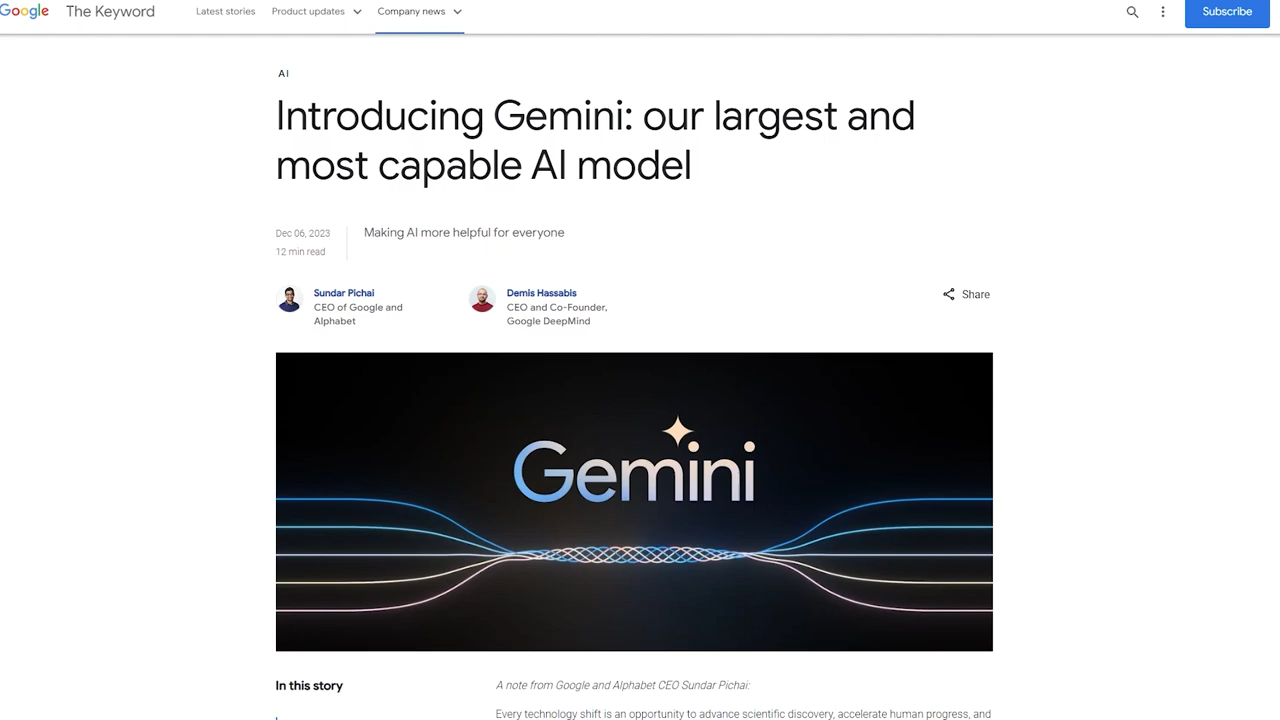 Google The Keyword Latest stories Product updates Company news Subscribe
AI
Introducing Gemini: our largest and
most capable AI model
Dec 06, 2023
12 min read
Making AI more helpful for everyone
Sundar Pichai
CEO of Google and
Alphabet
Demis Hassabis
CEO and Co-Founder,
Google DeepMind
Share
Gemini
In this story
A note from Google and Alphabet CEO Sundar Pichai:
Every technology shift is an opportunity to advance scientific discovery, accelerate human progress, and